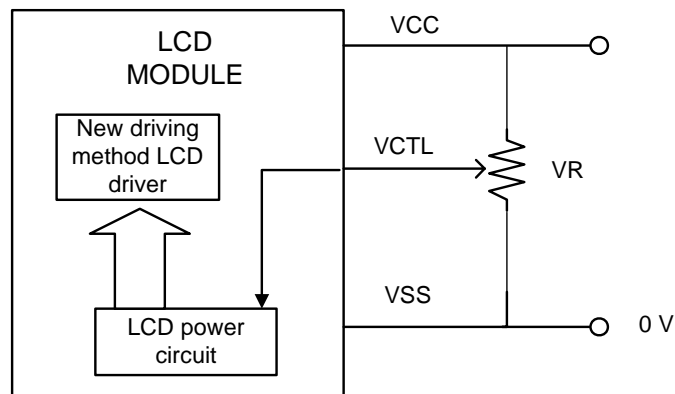 LCD
MODULE
VCC
New driving
method LCD
driver
VCTL
VR
VSS
LCD power
circuit
0 V